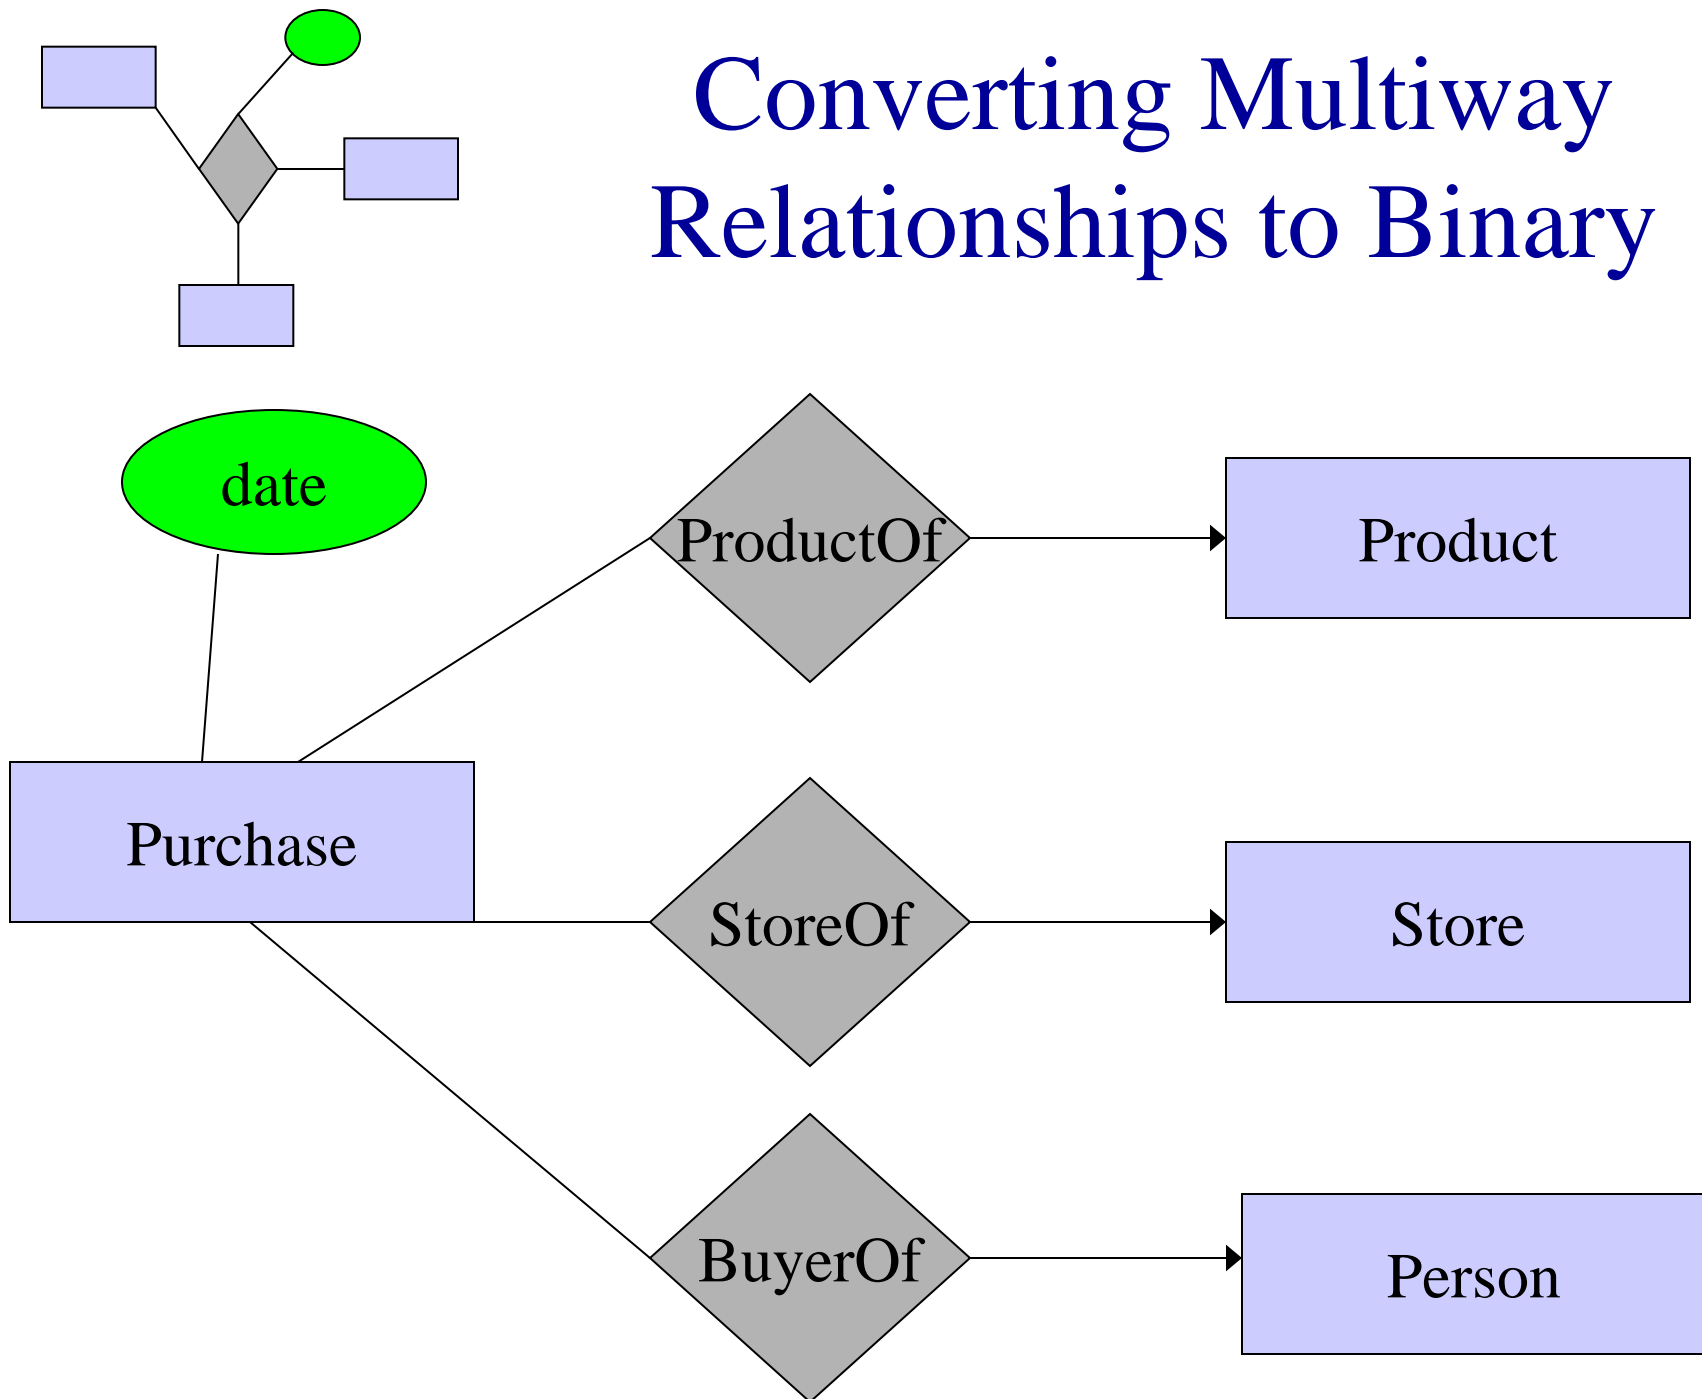 Converting Multiway
Relationships to Binary
date
ProductOf
Product
Purchase
StoreOf
Store
BuyerOf
Person